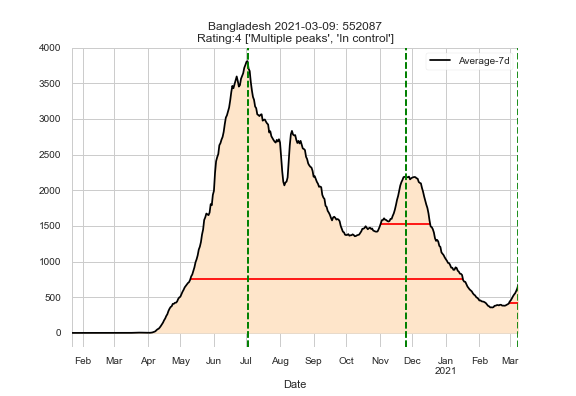 Bangladesh 2021-03-09: 552087
Rating:4 ['Multiple peaks', 'In control']
Average-7d
4000
3500
3000
2500
2000
1500
1000
500
0
Feb Mar Apr May Jun Jul Aug Sep Oct Nov Dec Jan Feb Mar
2021
Date